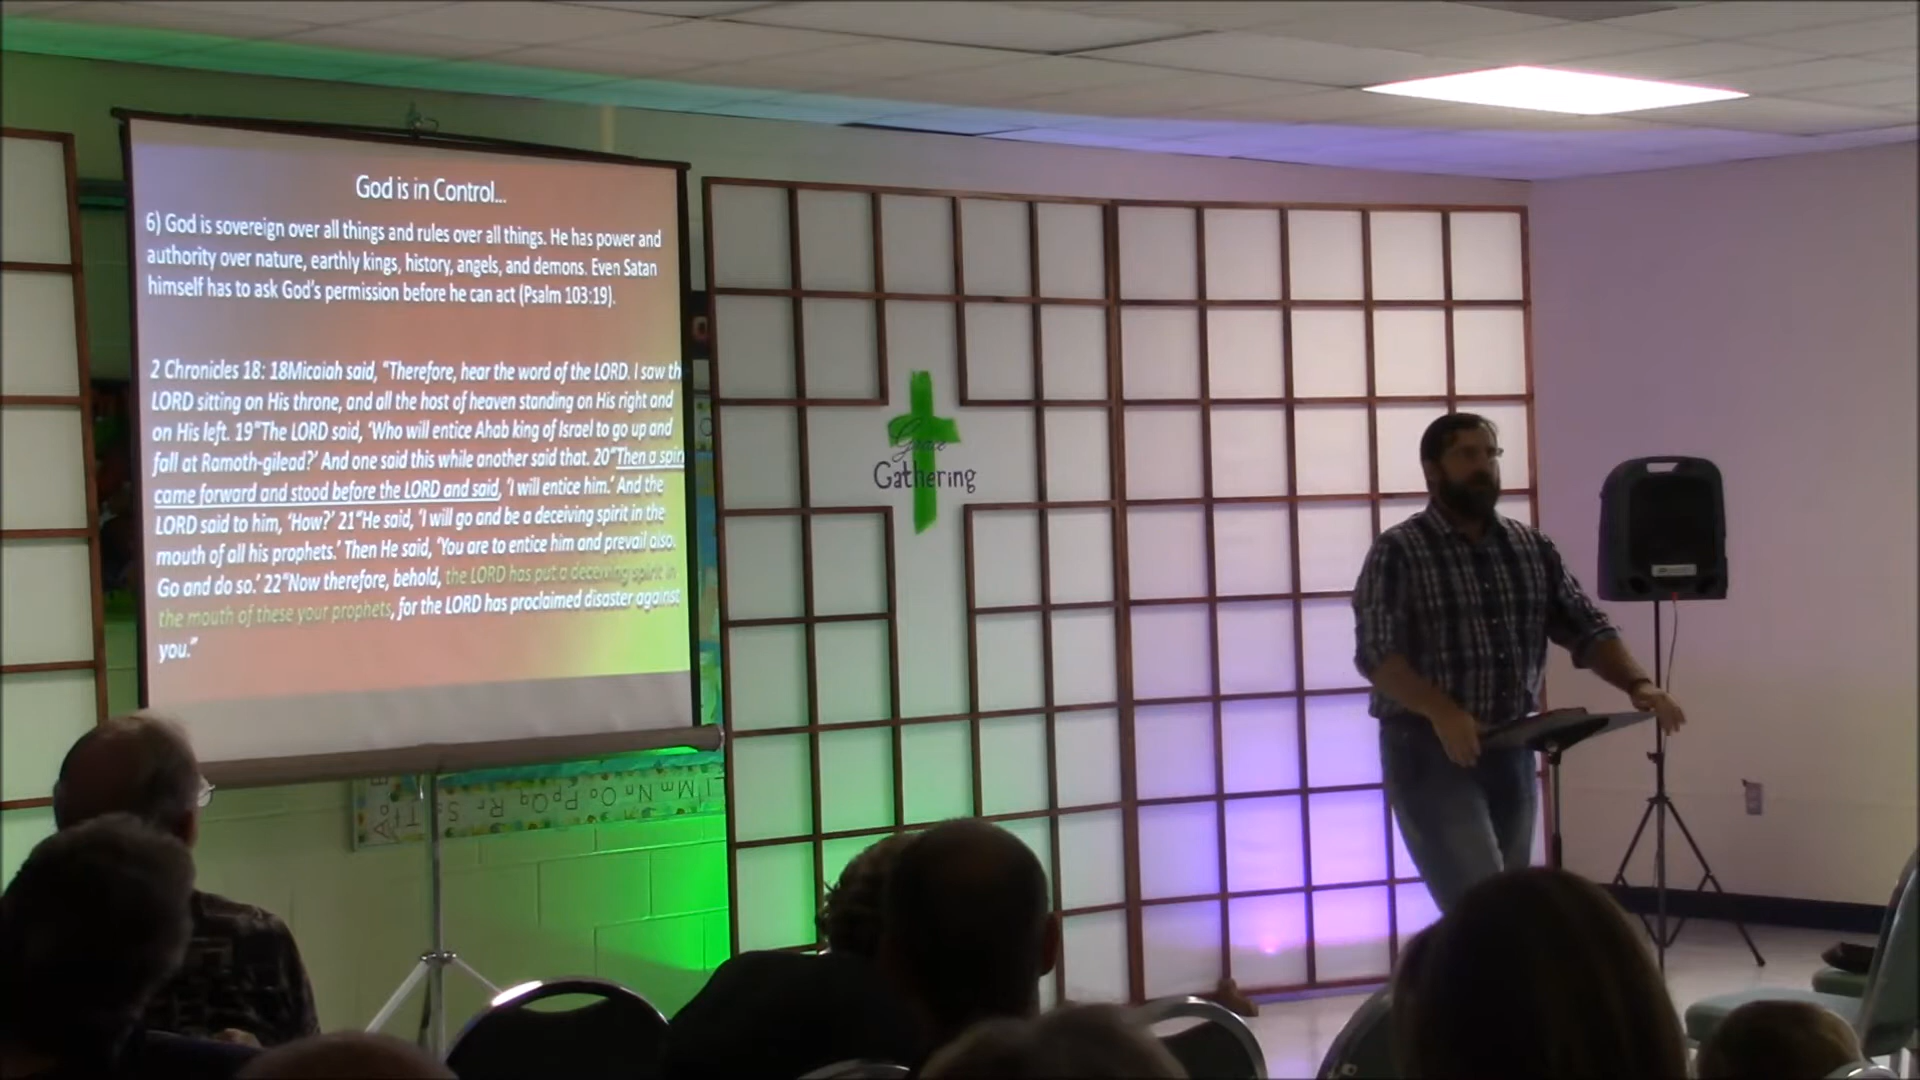 God is in Control...
6) God is sovereign over all things and rules over all things. He has power and
authority over nature, earthly kings, history, angels, and demons. Even Satan
himself has to ask God's permission before he can act (Psalm 103:19).
2 Chronicles 18: 18Micaiah said, "Therefore, hear the word of the LORD. I saw th
LORD sitting on His throne, and all the host of heaven standing on His right and
on His left. 19"The LORD said, 'Who will entice Ahab king of Israel to go up and
fall at Ramoth-gilead?' And one said this while another said that. 20"Then a spiri
came forward and stood before the LORD and said, 'I will entice him.' And the
LORD said to him, 'How?' 21"He said, 'I will go and be a deceiving spirit in the
mouth of all his prophets.' Then He said, 'You are to entice him and prevail also.
Go and do so.' 22"Now therefore, behold, the LORD has put a deceiving spirit in
the mouth of these your prophets, for the LORD has proclaimed disaster against
you."
Grace
Gathering
Mm Nn Oo Pp Qq Rr Ss